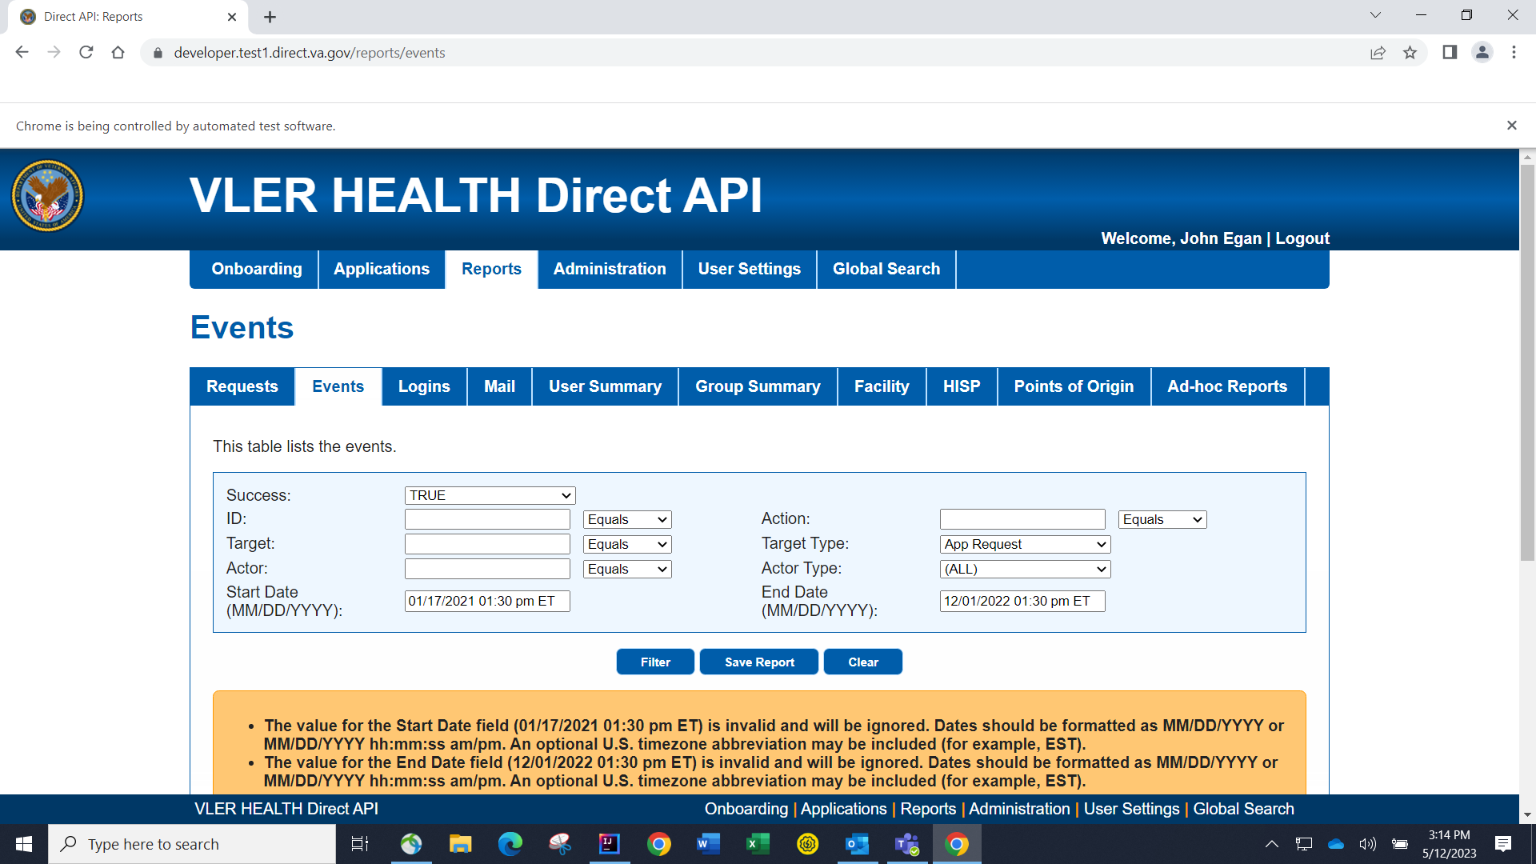 Direct API: Reports
developer.test1.direct.va.gov/reports/events
Chrome is being controlled by automated test software.
VLER HEALTH Direct API
Welcome, John Egan | Logout
Onboarding Applications Reports Administration User Settings Global Search
Events
Requests Events Logins Mail User Summary Group Summary Facility HISP Points of Origin Ad-hoc Reports
This table lists the events.
Success: TRUE
ID: Equals Action: Equals
Target: Equals Target Type: App Request
Actor: Equals Actor Type: (ALL)
Start Date End Date
(MM/DD/YYYY): 01/17/2021 01:30 pm ET (MM/DD/YYYY): 12/01/2022 01:30 pm ET
Filter Save Report Clear
• The value for the Start Date field (01/17/2021 01:30 pm ET) is invalid and will be ignored. Dates should be formatted as MM/DD/YYYY or
MM/DD/YYYY hh:mm:ss am/pm. An optional U.S. timezone abbreviation may be included (for example, EST).
• The value for the End Date field (12/01/2022 01:30 pm ET) is invalid and will be ignored. Dates should be formatted as MM/DD/YYYY or
MM/DD/YYYY hh:mm:ss am/pm. An optional U.S. timezone abbreviation may be included (for example, EST).
VLER HEALTH Direct API Onboarding | Applications | Reports | Administration | User Settings | Global Search
Type here to search
3:14 PM
5/12/2023